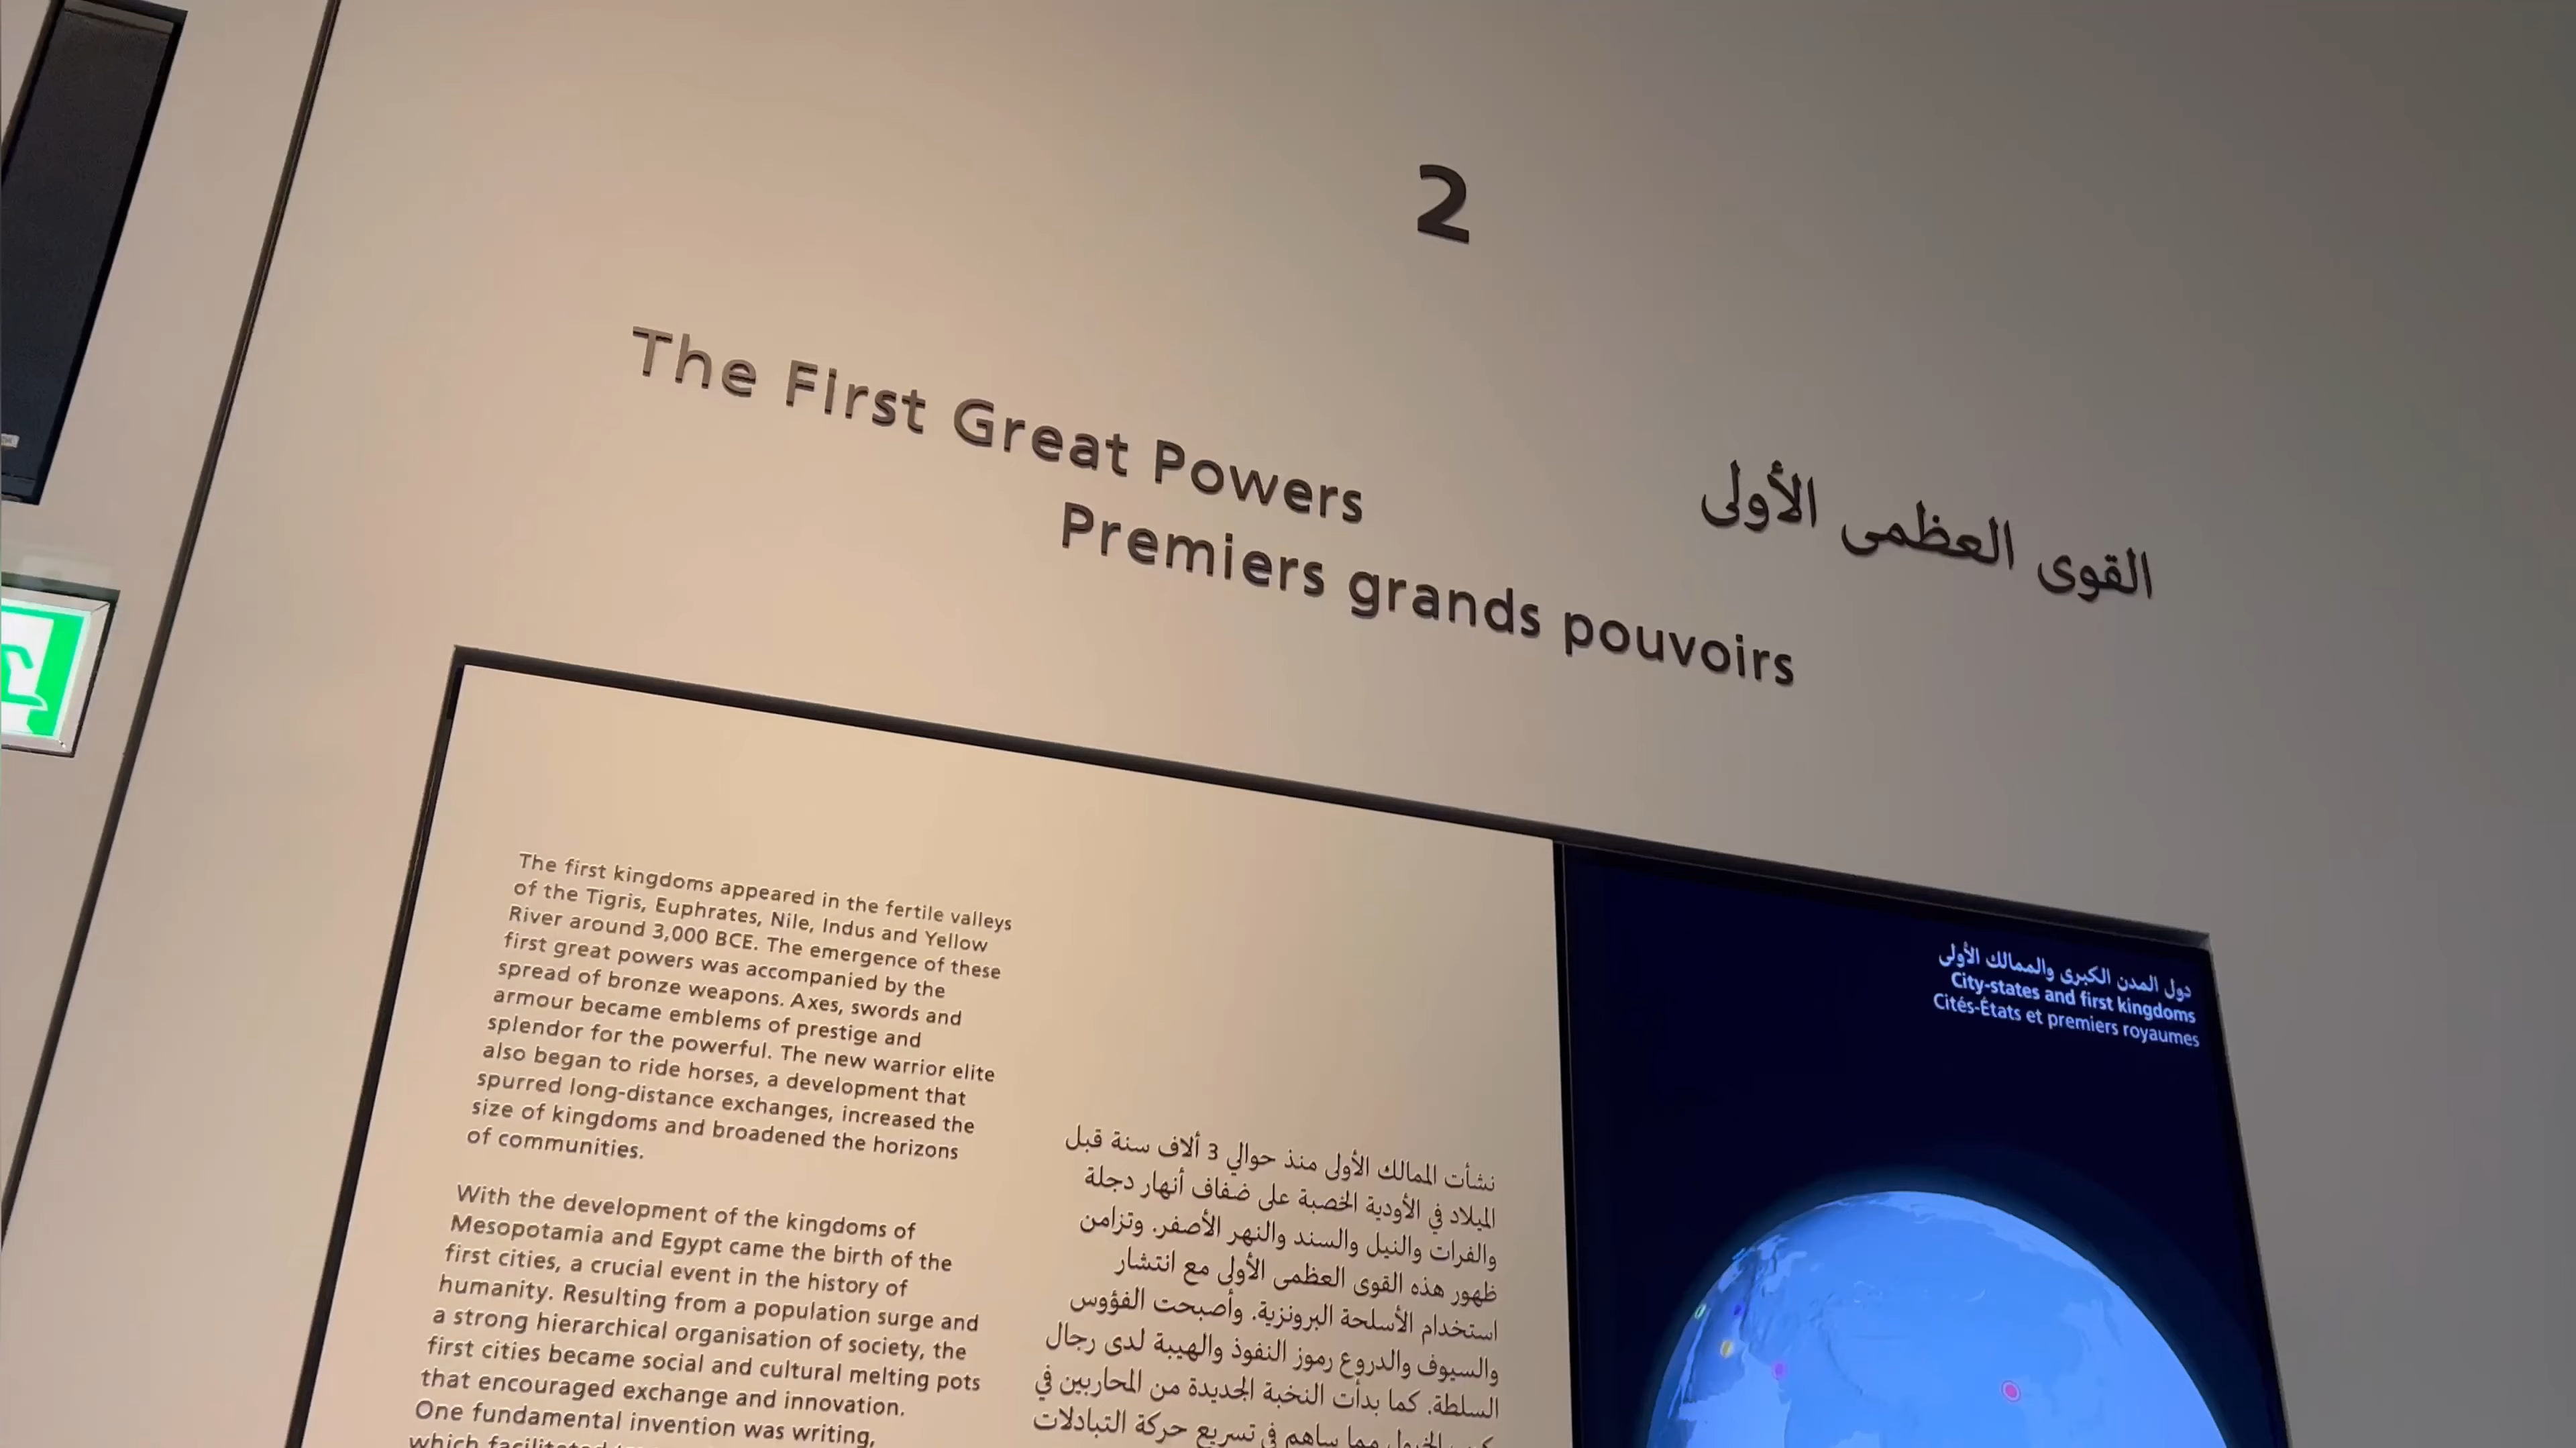 2
The First Great Powers
Premiers grands pouvoirs
القوى العظمى الأولى
The first kingdoms appeared in the fertile valleys
of the Tigris, Euphrates, Nile, Indus and Yellow
River around 3,000 BCE. The emergence of these
first great powers was accompanied by the
spread of bronze weapons. Axes, swords and
armour became emblems of prestige and
splendor for the powerful. The new warrior elite
also began to ride horses, a development that
spurred long-distance exchanges, increased the
size of kingdoms and broadened the horizons
of communities.
With the development of the kingdoms of
Mesopotamia and Egypt came the birth of the
first cities, a crucial event in the history of
humanity. Resulting from a population surge and
a strong hierarchical organisation of society, the
first cities became social and cultural melting pots
that encouraged exchange and innovation.
One fundamental invention was writing,
which
نشأت الممالك الأولى منذ حوالي 3 ألاف سنة قبل
الميلاد في الأودية الخصبة على ضفاف أنهار دجلة
والفرات والنيل والسند والنهر الأصفر. وتزامن
ظهور هذه القوى العظمى الأولى مع انتشار
استخدام الأسلحة البرونزية. وأصبحت الفؤوس
والسيوف والدروع رموز النفوذ والهيبة لدى رجال
السلطة. كما بدأت النخبة الجديدة من المحاربين في
مما ساهم في تسريع حركة التبادلات
دول المدن الكبرى والممالك الأولى
City-states and first kingdoms
Cités-États et premiers royaumes